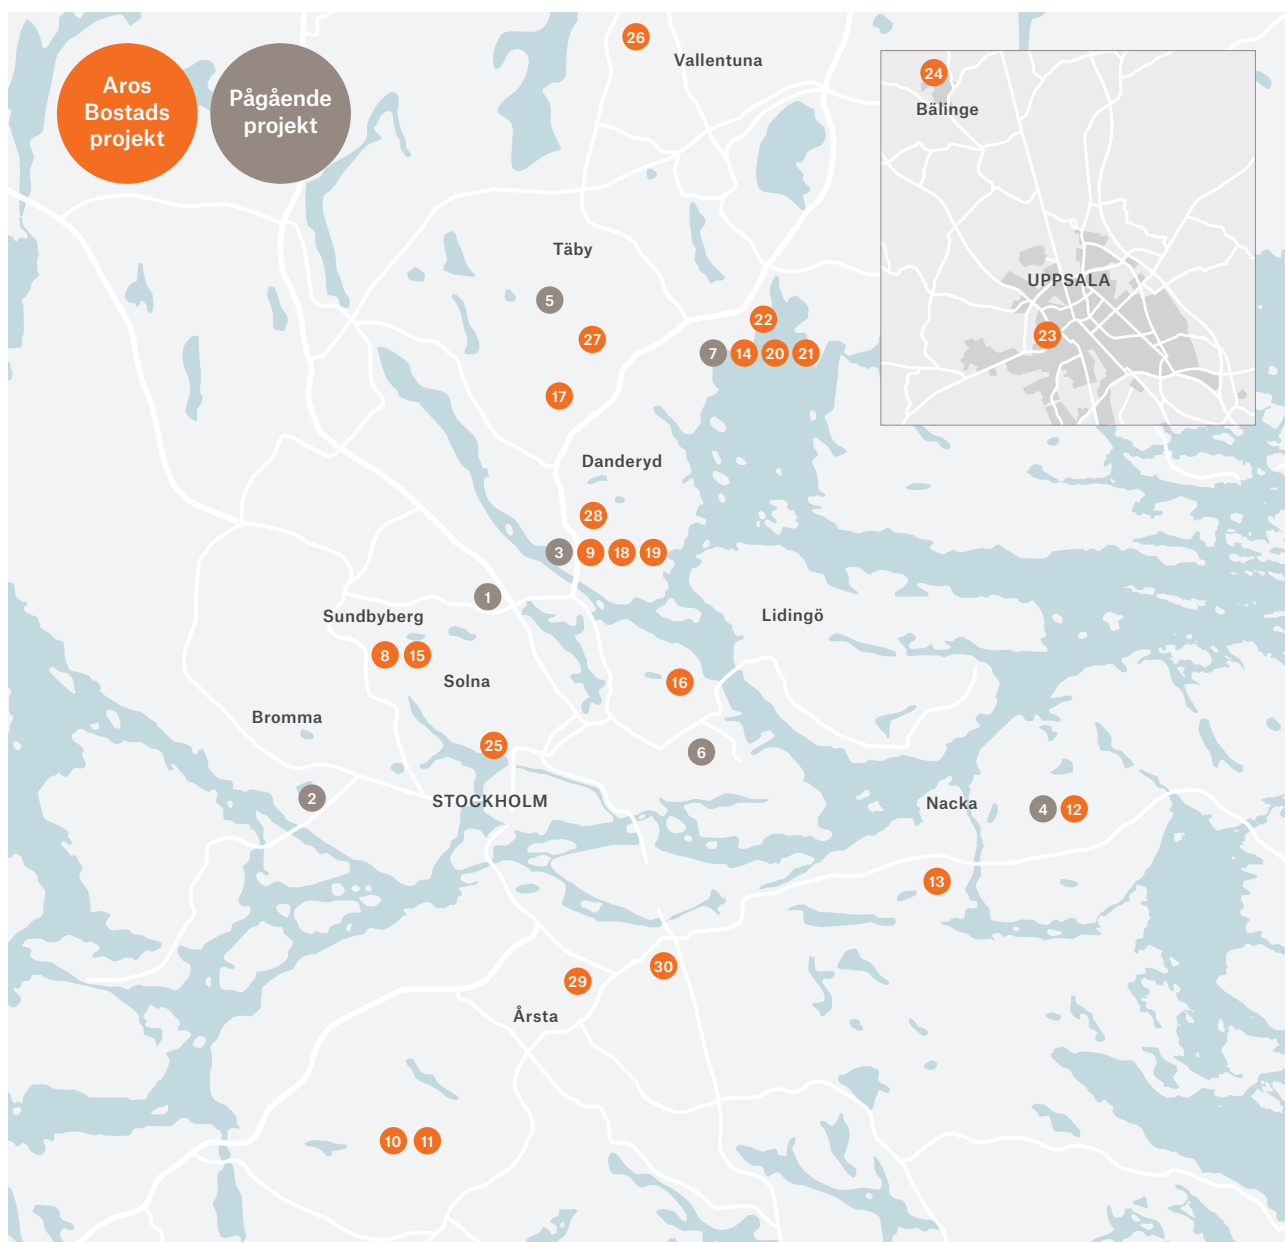 Aros
Bostads
projekt
Pågående
projekt
26
Vallentuna
24
Bälinge
Täby
UPPSALA
5
22
23
27
7 14 20 21
17
Danderyd
28
3 9 18 19
1
Sundbyberg
Lidingö
8 15
Solna
16
Bromma
25
6
2
STOCKHOLM
Nacka
4 12
13
30
29
Årsta
10 11